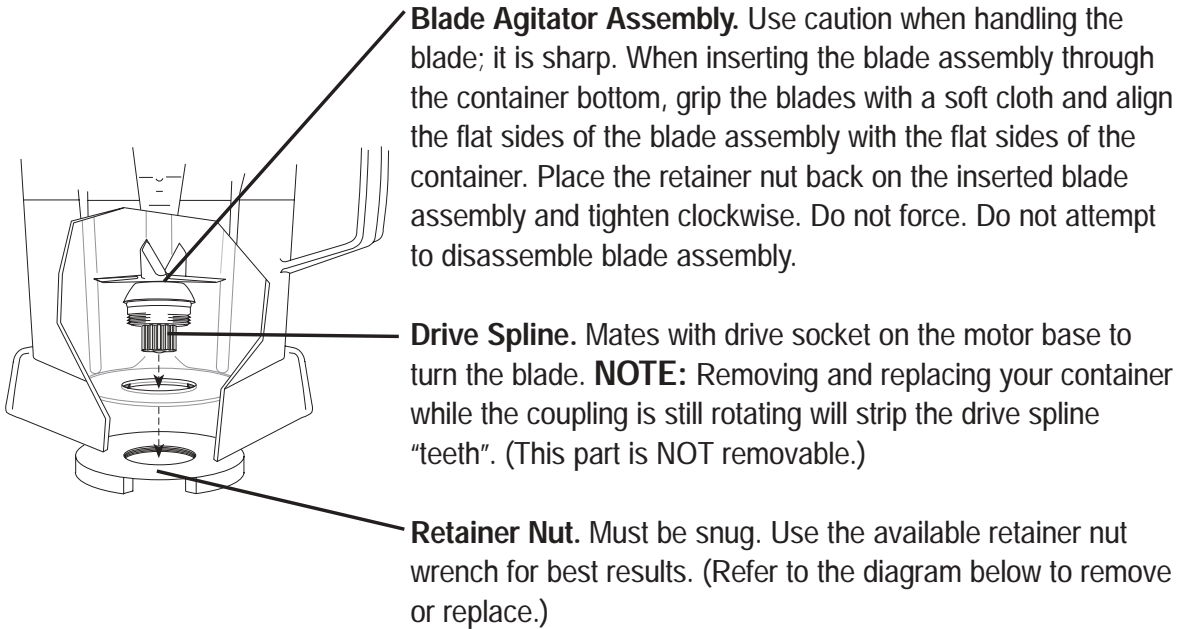 Blade Agitator Assembly. Use caution when handling the
blade; it is sharp. When inserting the blade assembly through
the container bottom, grip the blades with a soft cloth and align
the flat sides of the blade assembly with the flat sides of the
container. Place the retainer nut back on the inserted blade
assembly and tighten clockwise. Do not force. Do not attempt
to disassemble blade assembly.
Drive Spline. Mates with drive socket on the motor base to
turn the blade. NOTE: Removing and replacing your container
while the coupling is still rotating will strip the drive spline
“teeth”. (This part is NOT removable.)
Retainer Nut. Must be snug. Use the available retainer nut
wrench for best results. (Refer to the diagram below to remove
or replace.)